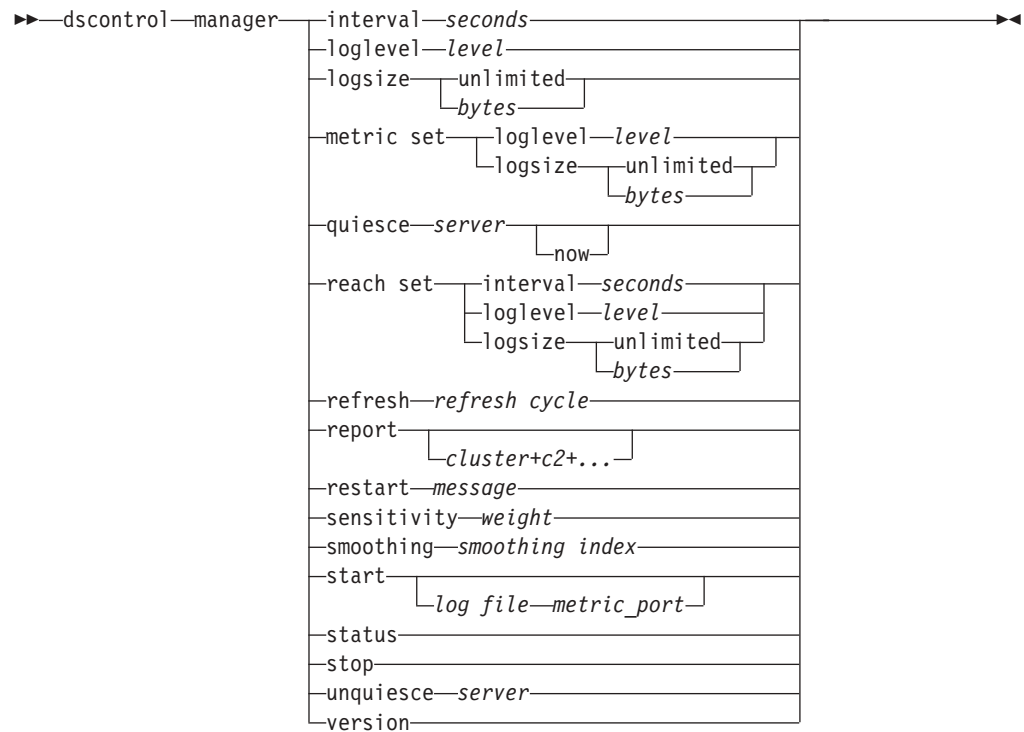 dscontrol manager interval seconds
loglevel level
logsize unlimited
bytes
metric set loglevel level
logsize unlimited
bytes
quiesce server
now
reach set interval seconds
loglevel level
logsize unlimited
bytes
refresh refresh cycle
report
cluster+c2+...
restart message
sensitivity weight
smoothing smoothing index
start
log file metric_port
status
stop
unquiesce server
version